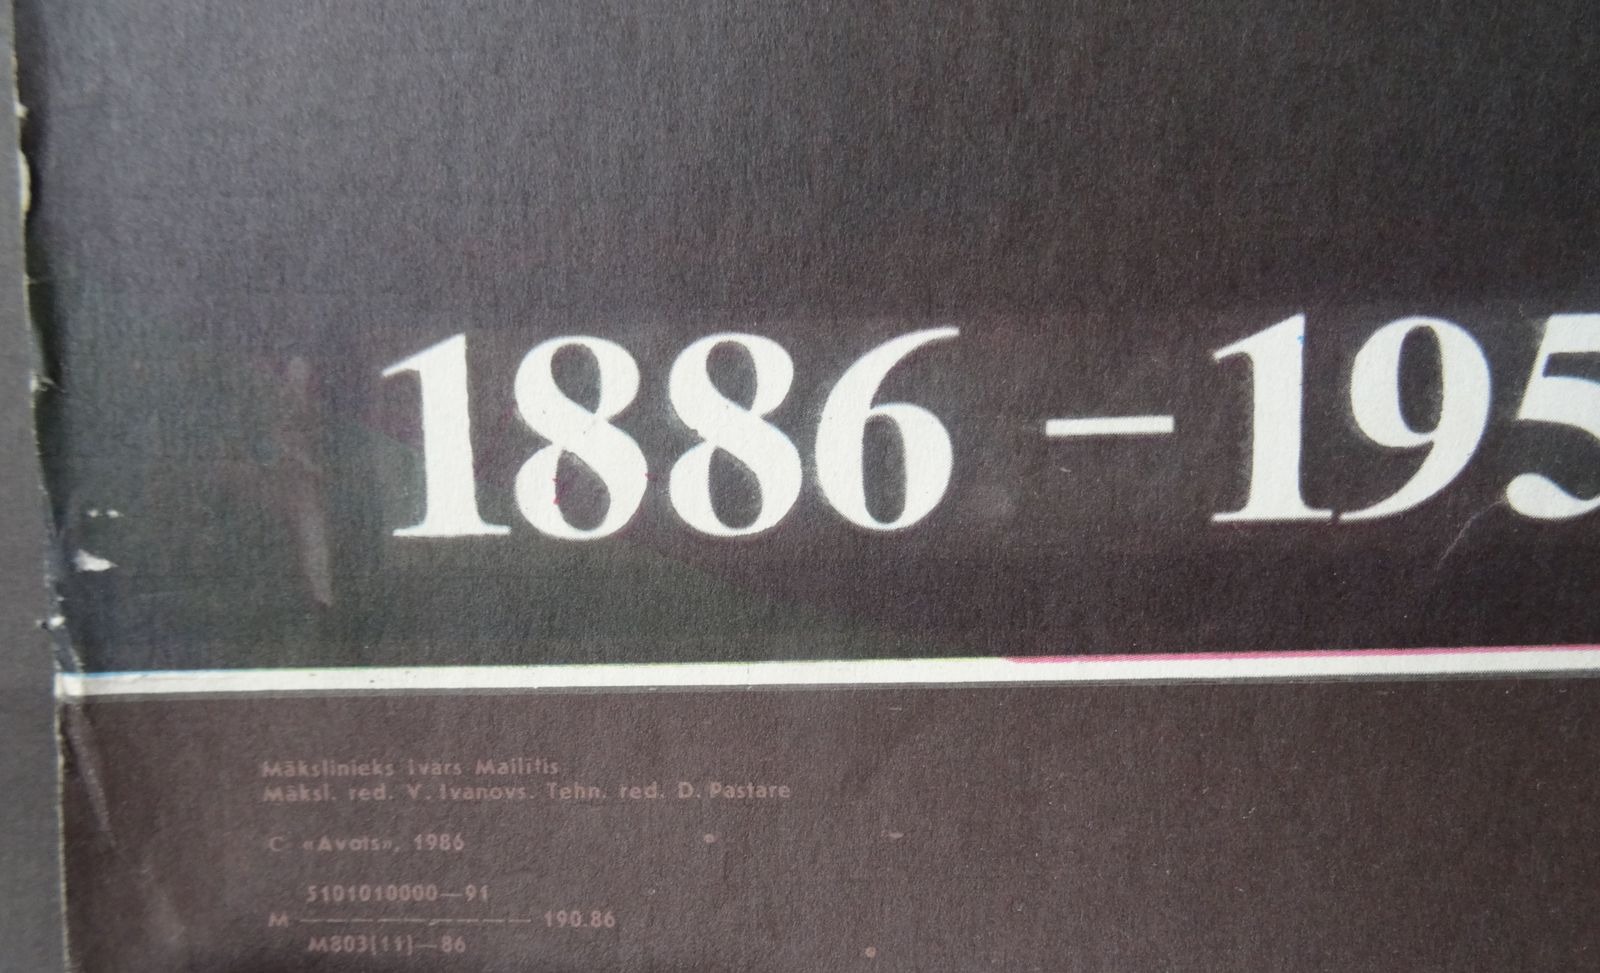 1886 – 195
Mākslinieks Ivars Mailītis
Māksl. red. V. Ivanovs. Tehn. red. D. Pastare
C «Avots», 1986
5101010000—91
M ———————— 190.86
M803(11)—86